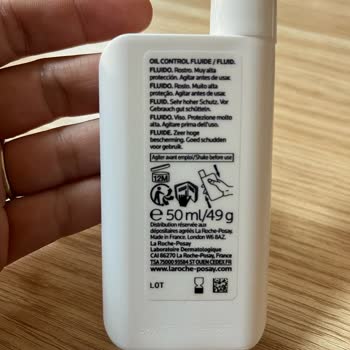 OIL CONTROL FLUIDE / FLUID.
FLUIDO. Rostro. Muy alta
protección. Agitar antes de usar.
FLUIDO. Rosto. Muito alta
proteção. Agitar antes de usar.
FLUID. Sehr hoher Schutz. Vor
Gebrauch gut schütteln.
FLUIDO. Viso. Protezione molto
alta. Agitare prima dell'uso.
FLUIDE. Zeer hoge
bescherming. Goed schudden
voor gebruik.
Agiter avant emploi/Shake before use
12M
℮ 50 ml/49 g
Distribution réservée aux
dépositaires agréés La Roche-Posay.
Made in France. London W6 8AZ.
La Roche-Posay
Laboratoire Dermatologique
CAI 86270 La Roche-Posay, France
TSA 75000 93584 ST OUEN CEDEX FR
www.laroche-posay.com
LOT